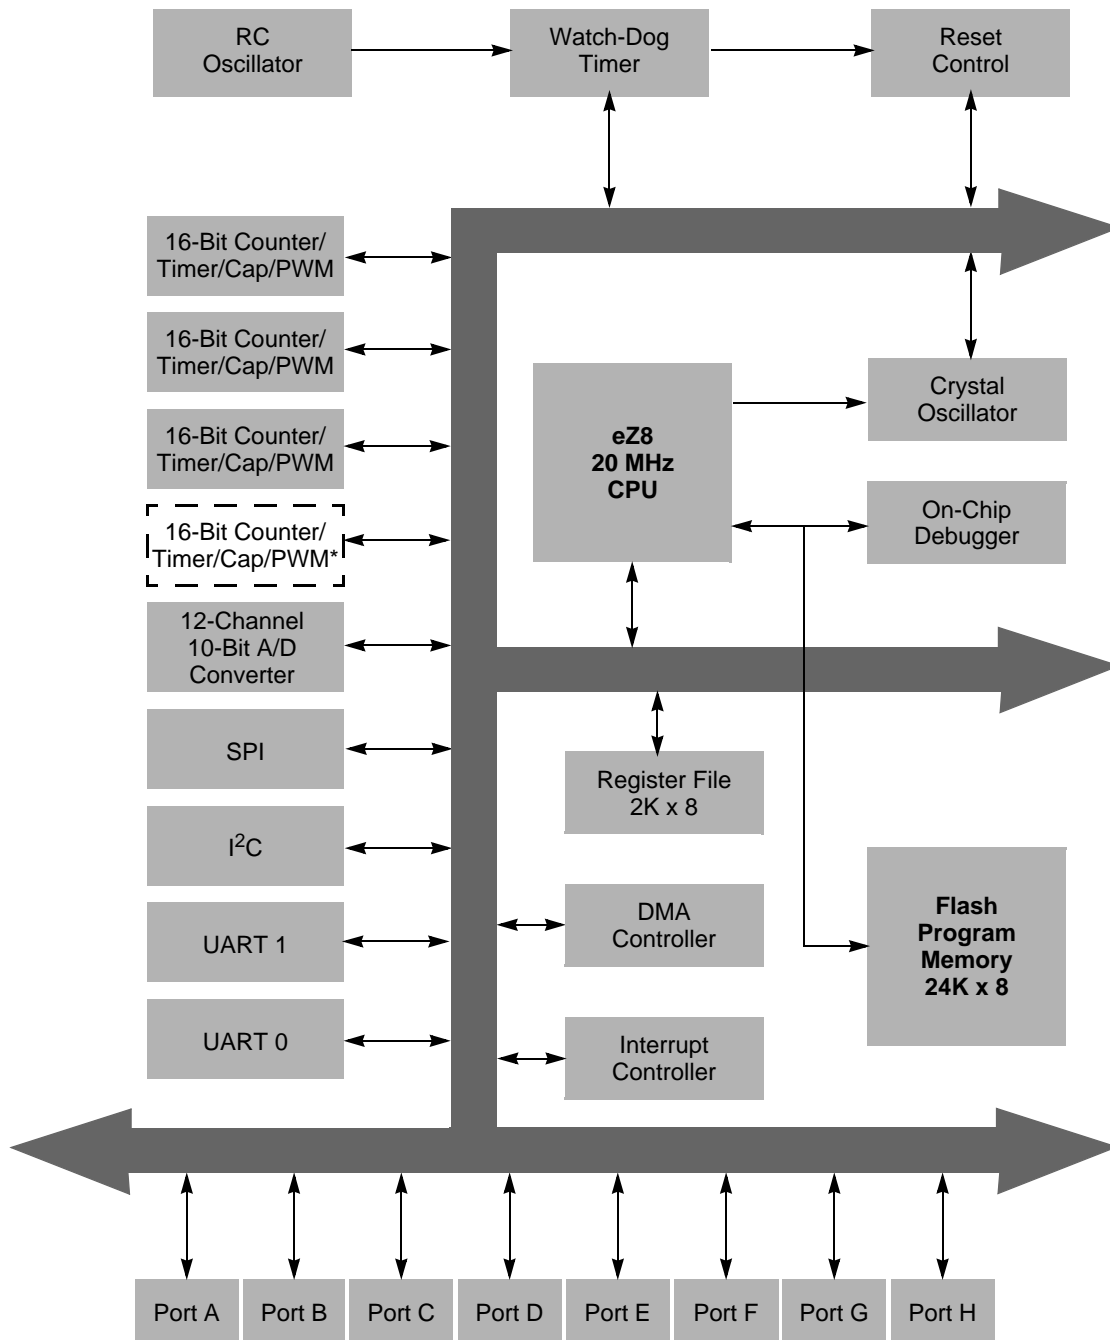 RC
Oscillator
Watch-Dog
Timer
Reset
Control
16-Bit Counter/
Timer/Cap/PWM
16-Bit Counter/
Timer/Cap/PWM
16-Bit Counter/
Timer/Cap/PWM
16-Bit Counter/
Timer/Cap/PWM*
12-Channel
10-Bit A/D
Converter
SPI
I²C
UART 1
UART 0
eZ8
20 MHz
CPU
Crystal
Oscillator
On-Chip
Debugger
Register File
2K x 8
DMA
Controller
Interrupt
Controller
Flash
Program
Memory
24K x 8
Port A
Port B
Port C
Port D
Port E
Port F
Port G
Port H